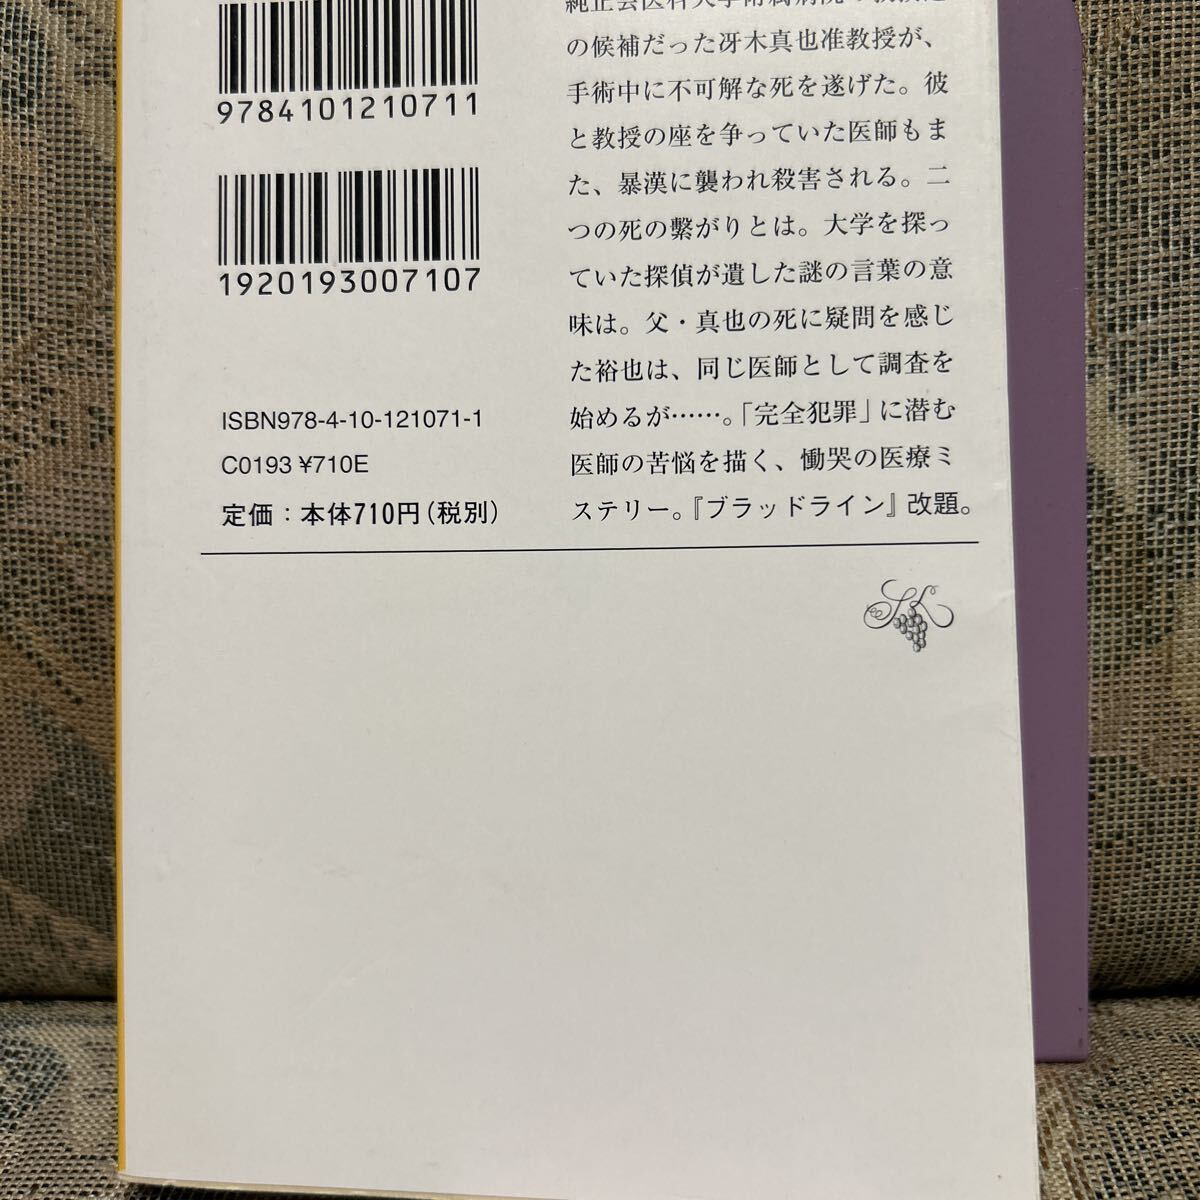 9784101210711
1920193007107
ISBN978-4-10-121071-1
C0193 ¥710E
定価：本体710円（税別）
の候補だった冴木真也准教授が、
手術中に不可解な死を遂げた。彼
と教授の座を争っていた医師もま
た、暴漢に襲われ殺害される。二
つの死の繫がりとは。大学を探っ
ていた探偵が遺した謎の言葉の意
味は。父・真也の死に疑問を感じ
た裕也は、同じ医師として調査を
始めるが……。「完全犯罪」に潜む
医師の苦悩を描く、慟哭の医療ミ
ステリー。『ブラッドライン』改題。